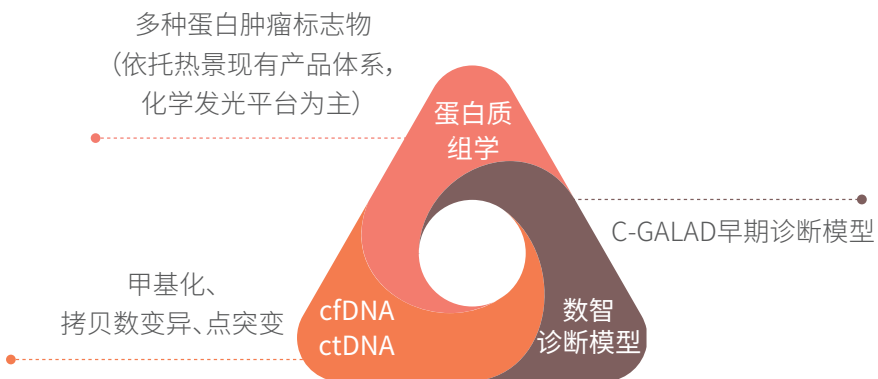 多种蛋白肿瘤标志物
（依托热景现有产品体系，
化学发光平台为主）
蛋白质
组学
C-GALAD早期诊断模型
甲基化、
拷贝数变异、点突变
cfDNA
ctDNA
数智
诊断模型